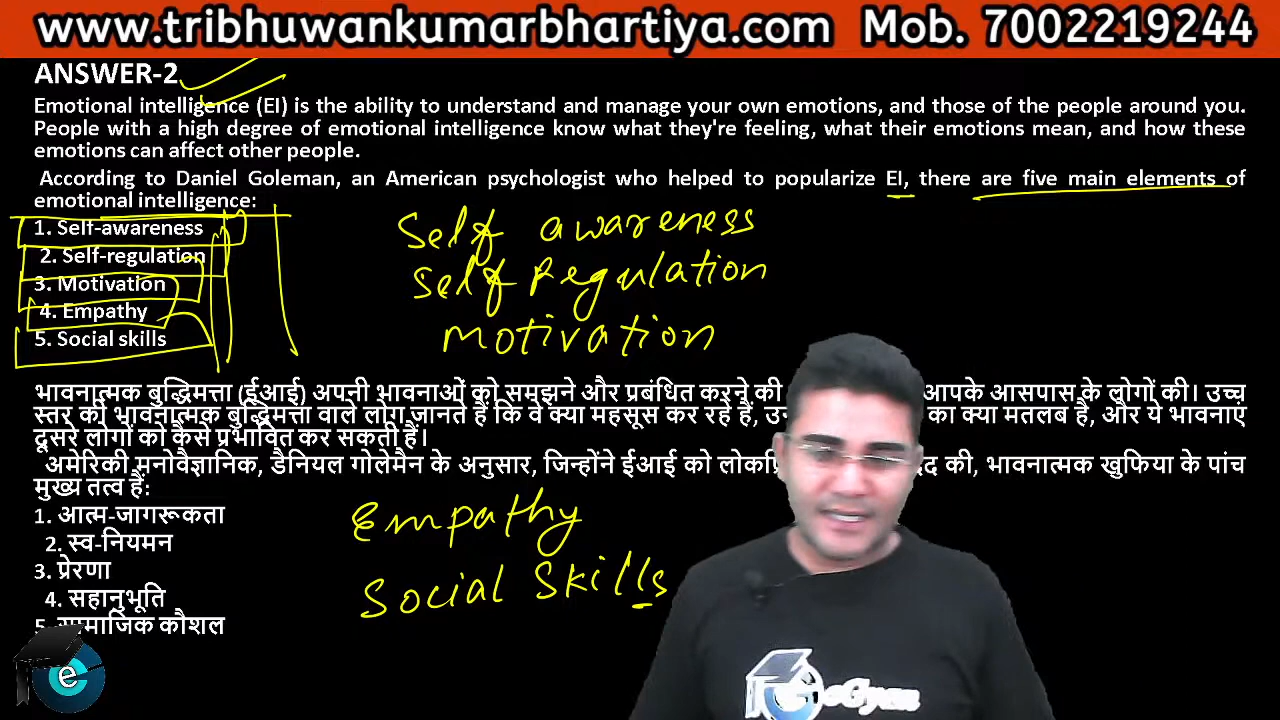 www.tribhuwankumarbhartiya.com Mob. 7002219244
ANSWER-2
Emotional intelligence (EI) is the ability to understand and manage your own emotions, and those of the people around you.
People with a high degree of emotional intelligence know what they're feeling, what their emotions mean, and how these
emotions can affect other people.
According to Daniel Goleman, an American psychologist who helped to popularize EI, there are five main elements of
emotional intelligence:
1. Self-awareness
2. Self-regulation
3. Motivation
4. Empathy
5. Social skills
Self awareness
Self Regulation
Motivation
भावनात्मक बुद्धिमत्ता (ईआई) अपनी भावनाओं को समझने और प्रबंधित करने की आपके आसपास के लोगों की। उच्च
स्तर की भावनात्मक बुद्धिमत्ता वाले लोग जानते हैं कि वे क्या महसूस कर रहे हैं, का क्या मतलब है, और ये भावनाएं
दूसरे लोगों को कैसे प्रभावित कर सकती हैं।
अमेरिकी मनोवैज्ञानिक, डैनियल गोलेमैन के अनुसार, जिन्होंने ईआई को की, भावनात्मक खुफिया के पांच
मुख्य तत्व हैं:
1. आत्म-जागरूकता
2. स्व-नियमन
3. प्रेरणा
4. सहानुभूति
5. सामाजिक कौशल
Empathy
Social Skills
e
eGyan